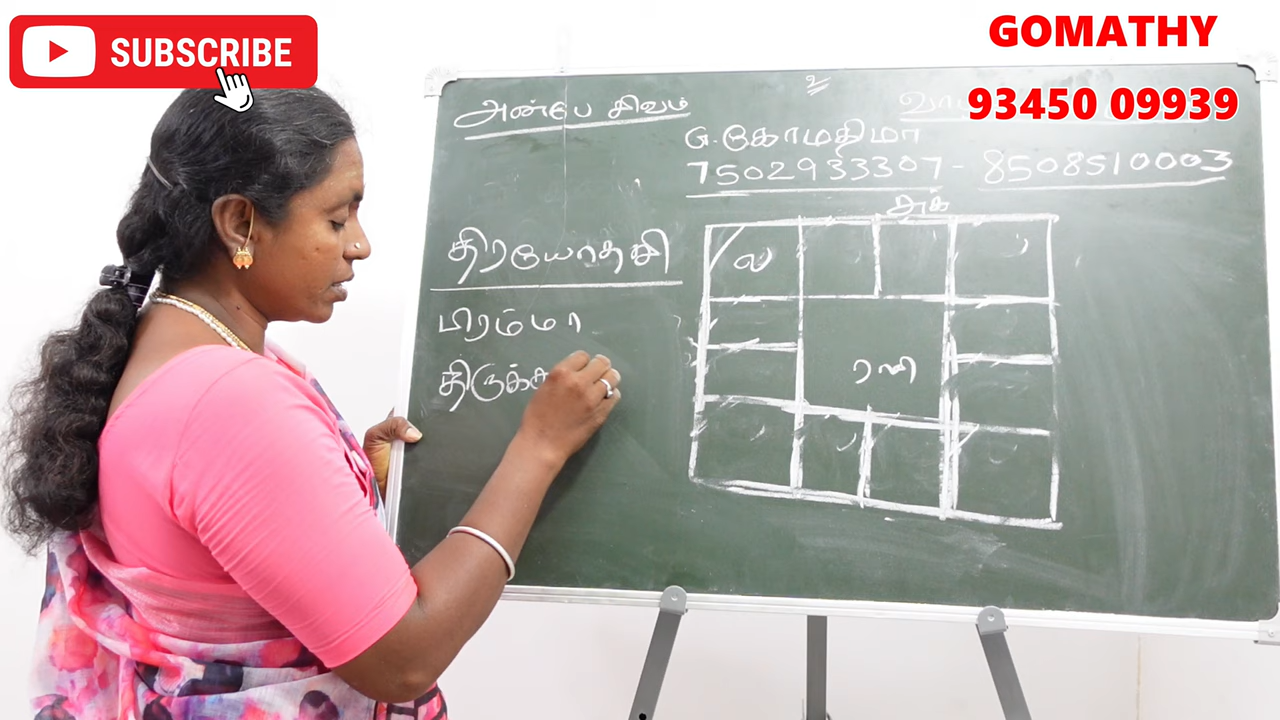 SUBSCRIBE
GOMATHY
93450 09939
உ
அன்பே சிவம்
G.கோமதிமா
7502933307 - 8508510003
திரயோதசி
பிரம்மா
ல
ராசி